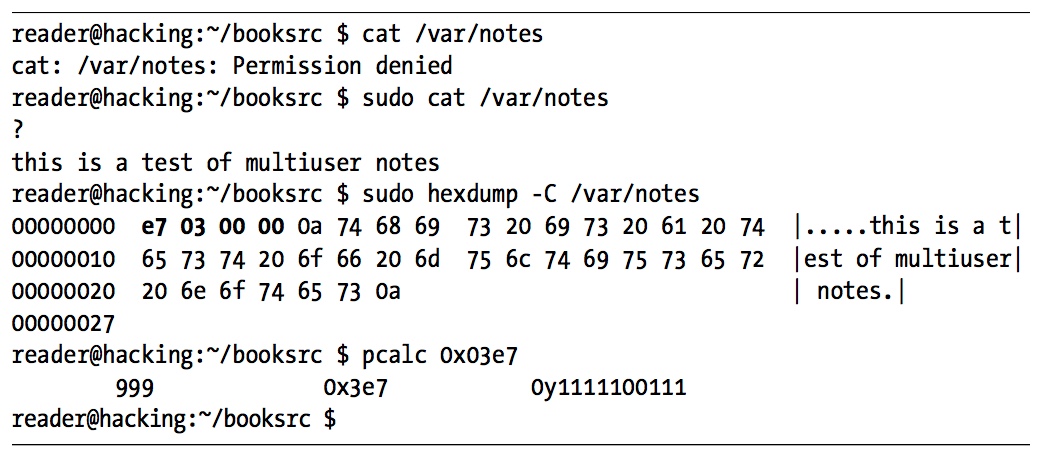 reader@hacking:~/booksrc $ cat /var/notes
cat: /var/notes: Permission denied
reader@hacking:~/booksrc $ sudo cat /var/notes
?
this is a test of multiuser notes
reader@hacking:~/booksrc $ sudo hexdump -C /var/notes
00000000  e7 03 00 00 0a 74 68 69  73 20 69 73 20 61 20 74  |.....this is a t|
00000010  65 73 74 20 6f 66 20 6d  75 6c 74 69 75 73 65 72  |est of multiuser|
00000020  20 6e 6f 74 65 73 0a                              | notes.|
00000027
reader@hacking:~/booksrc $ pcalc 0x03e7
        999             0x3e7           0y1111100111
reader@hacking:~/booksrc $